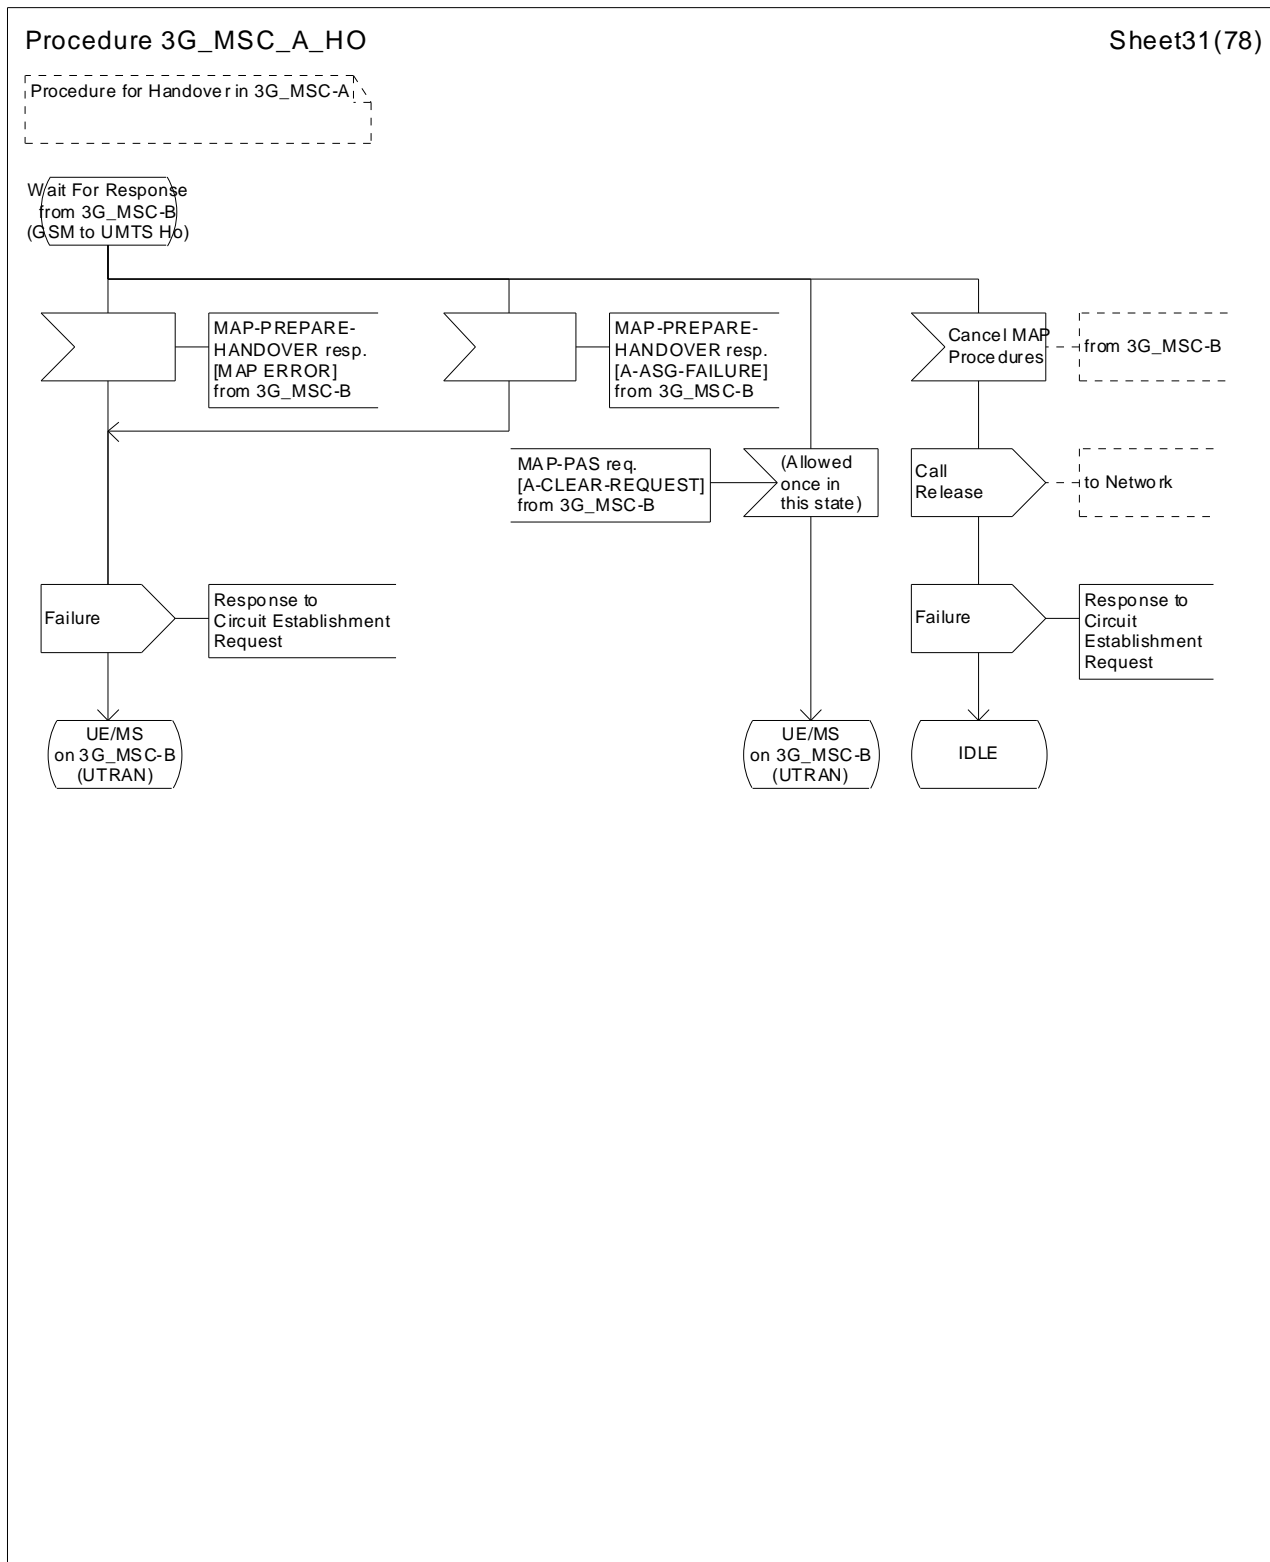 Procedure 3G_MSC_A_HO
Sheet31(78)
Procedure for Handover in 3G_MSC-A
Wait For Response
from 3G_MSC-B
(GSM to UMTS Ho)
MAP-PREPARE-
HANDOVER resp.
[MAP ERROR]
from 3G_MSC-B
MAP-PREPARE-
HANDOVER resp.
[A-ASG-FAILURE]
from 3G_MSC-B
Cancel MAP
Procedures
from 3G_MSC-B
MAP-PAS req.
[A-CLEAR-REQUEST]
from 3G_MSC-B
(Allowed
once in
this state)
Call
Release
to Network
Failure
Response to
Circuit Establishment
Request
Failure
Response to
Circuit
Establishment
Request
UE/MS
on 3G_MSC-B
(UTRAN)
UE/MS
on 3G_MSC-B
(UTRAN)
IDLE